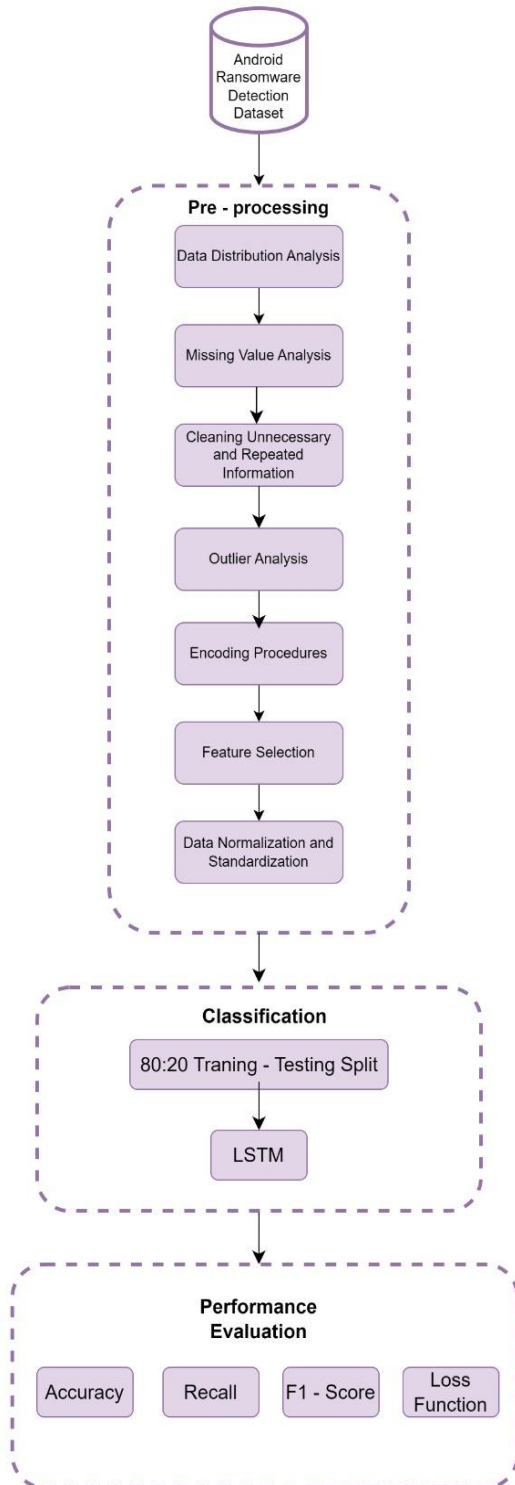 Android
Ransomware
Detection
Dataset
Pre - processing
Data Distribution Analysis
Missing Value Analysis
Cleaning Unnecessary
and Repeated
Information
Outlier Analysis
Encoding Procedures
Feature Selection
Data Normalization and
Standardization
Classification
80:20 Traning - Testing Split
LSTM
Performance
Evaluation
Accuracy
Recall
F1 - Score
Loss
Function